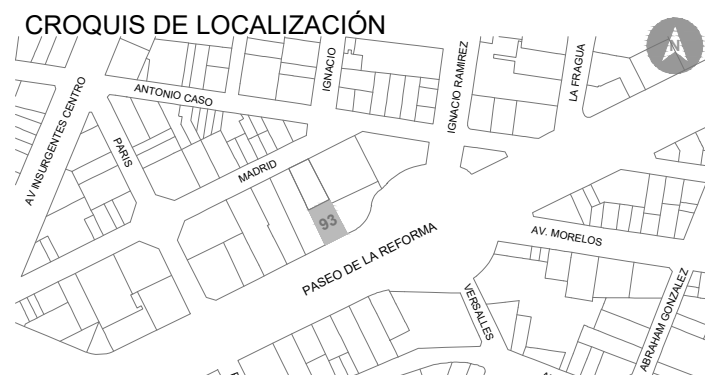 CROQUIS DE LOCALIZACIÓN
N
IGNACIO
IGNACIO RAMIREZ
LA FRAGUA
ANTONIO CASO
AV INSURGENTES CENTRO
PARIS
MADRID
93
PASEO DE LA REFORMA
AV. MORELOS
VERSALLES
ABRAHAM GONZALEZ